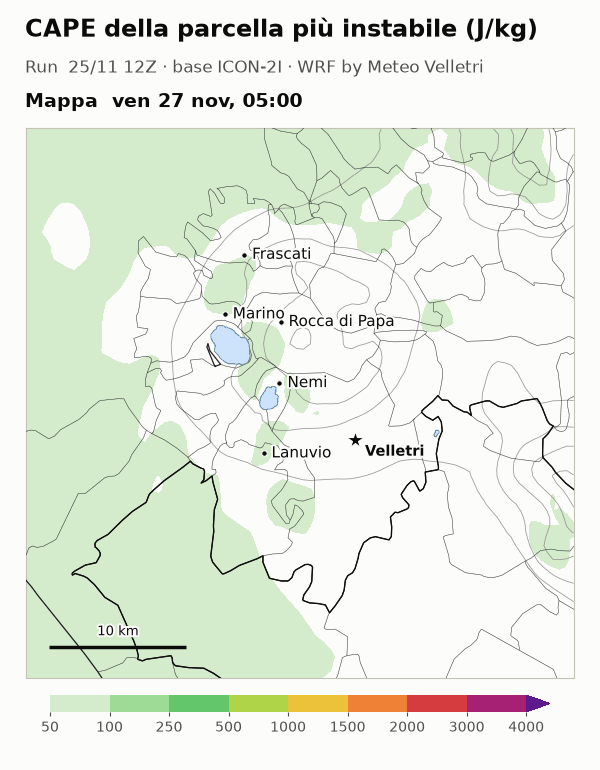 CAPE della parcella più instabile (J/kg)
Run  25/11 12Z · base ICON-2I · WRF by Meteo Velletri
Mappa  ven 27 nov, 05:00
Frascati
Marino
Rocca di Papa
Nemi
Velletri
Lanuvio
10 km
50 100 250 500 1000 1500 2000 3000 4000